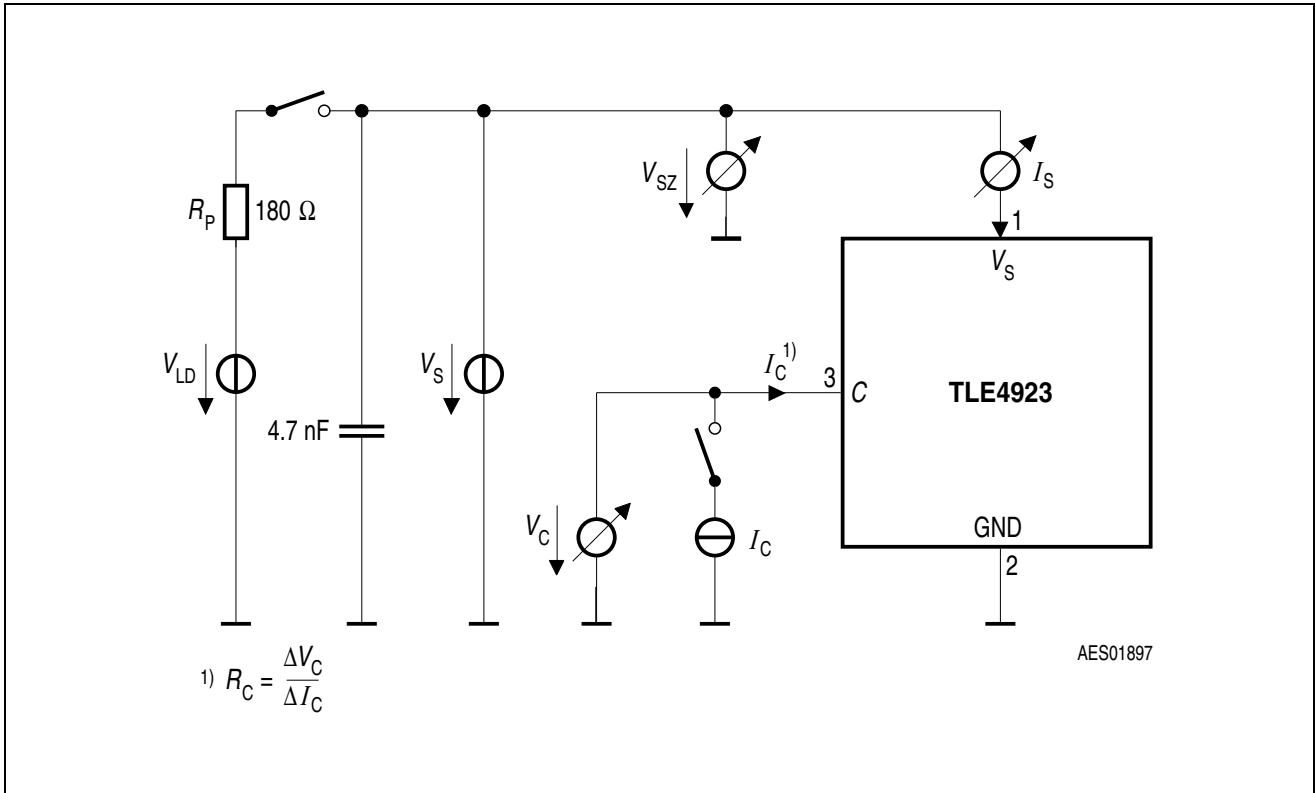 V_SZ
I_S
R_P 180 Ω
1
V_S
V_LD
V_S
I_C 1)
3 C
TLE4923
4.7 nF
V_C
I_C
GND
2
1) R_C = ΔV_C / ΔI_C
AES01897